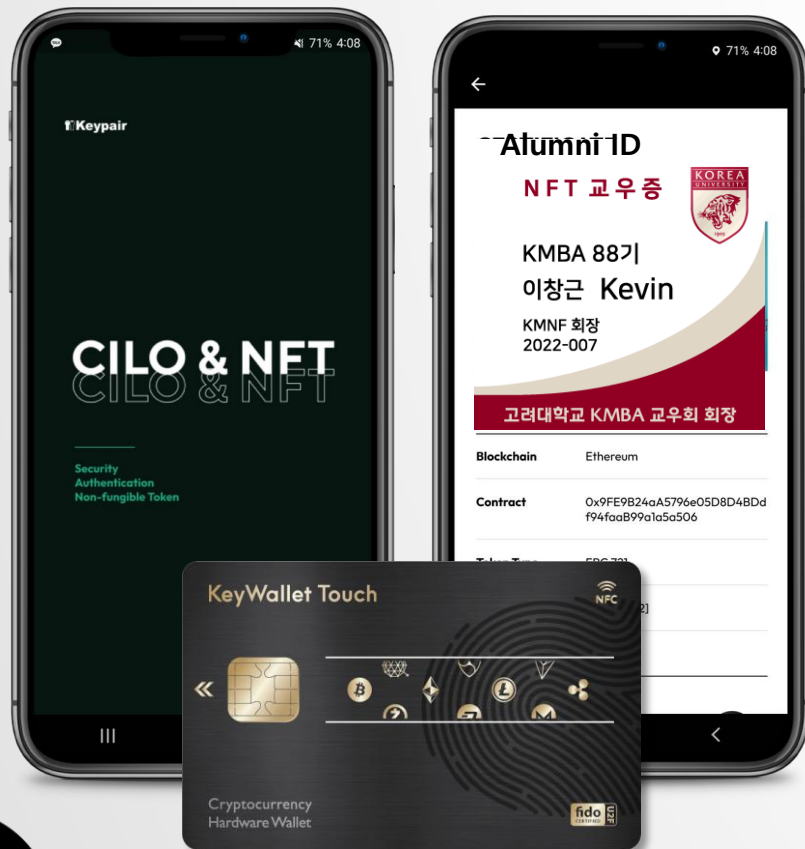 71% 4:08
Keypair
CILO & NFT
CILO & NFT
Security
Authentication
Non-fungible Token
71% 4:08
Alumni ID
NFT 교우증
KOREA
UNIVERSITY
1905
KMBA 88기
이창근 Kevin
KMNF 회장
2022-007
고려대학교 KMBA 교우회 회장
Blockchain Ethereum
Contract 0x9FE9B24aA5796e05D8D4BDd
f94faaB99a1a5a506
KeyWallet Touch
NFC
Cryptocurrency
Hardware Wallet
fido
CERTIFIED
U2F